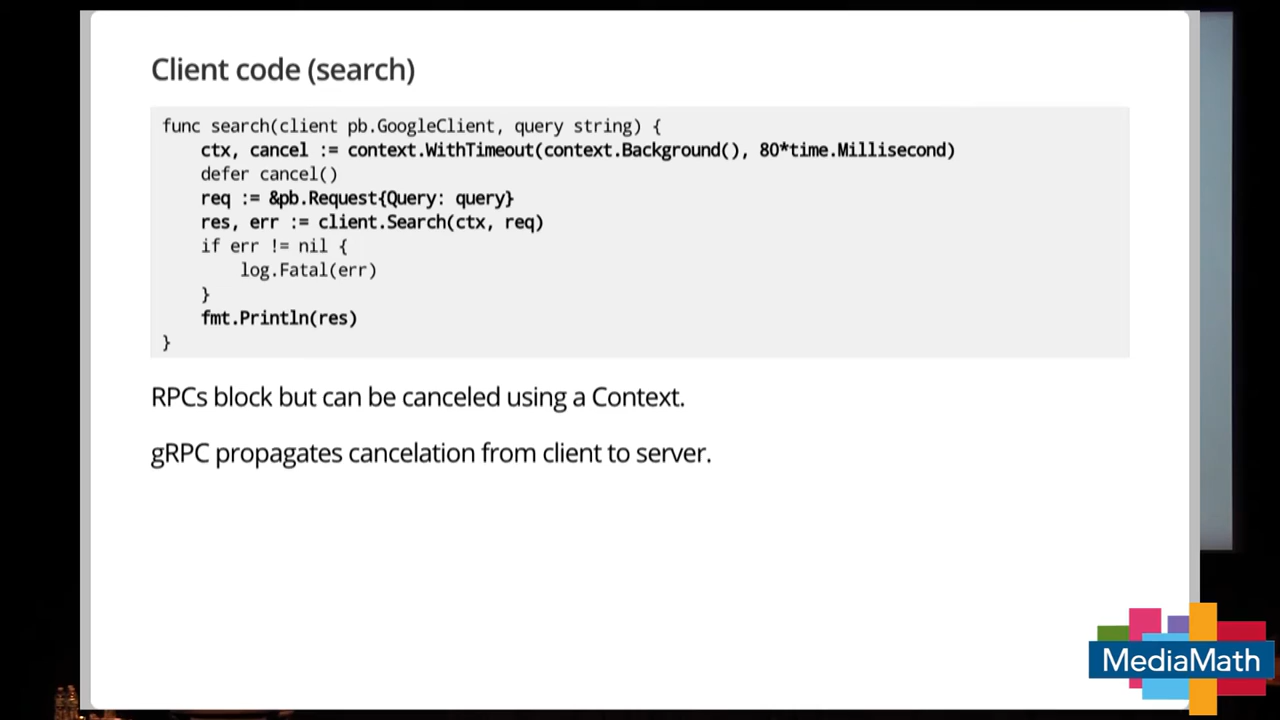 Client code (search)
func search(client pb.GoogleClient, query string) {
    ctx, cancel := context.WithTimeout(context.Background(), 80*time.Millisecond)
    defer cancel()
    req := &pb.Request{Query: query}
    res, err := client.Search(ctx, req)
    if err != nil {
        log.Fatal(err)
    }
    fmt.Println(res)
}
RPCs block but can be canceled using a Context.
gRPC propagates cancelation from client to server.
MediaMath